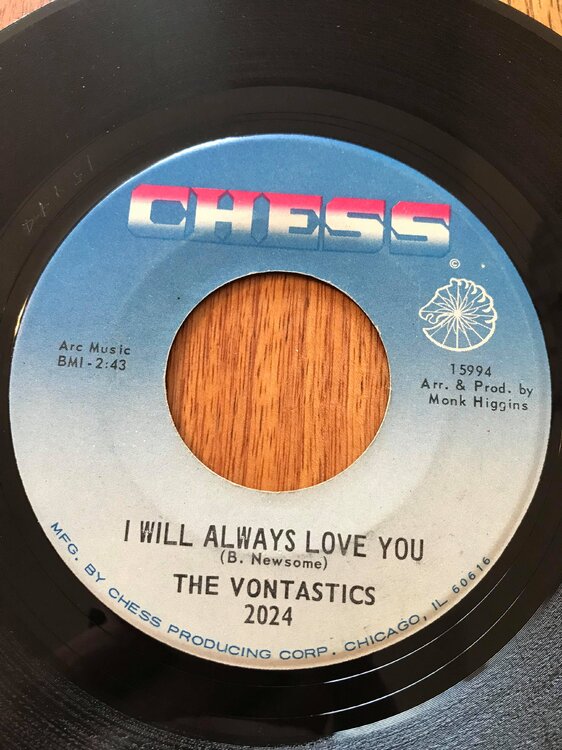 CHESS
©
Arc Music
BMI - 2:43
15994
Arr. & Prod. by
Monk Higgins
I WILL ALWAYS LOVE YOU
(B. Newsome)
THE VONTASTICS
2024
MFG. BY CHESS PRODUCING CORP. CHICAGO, IL 60616